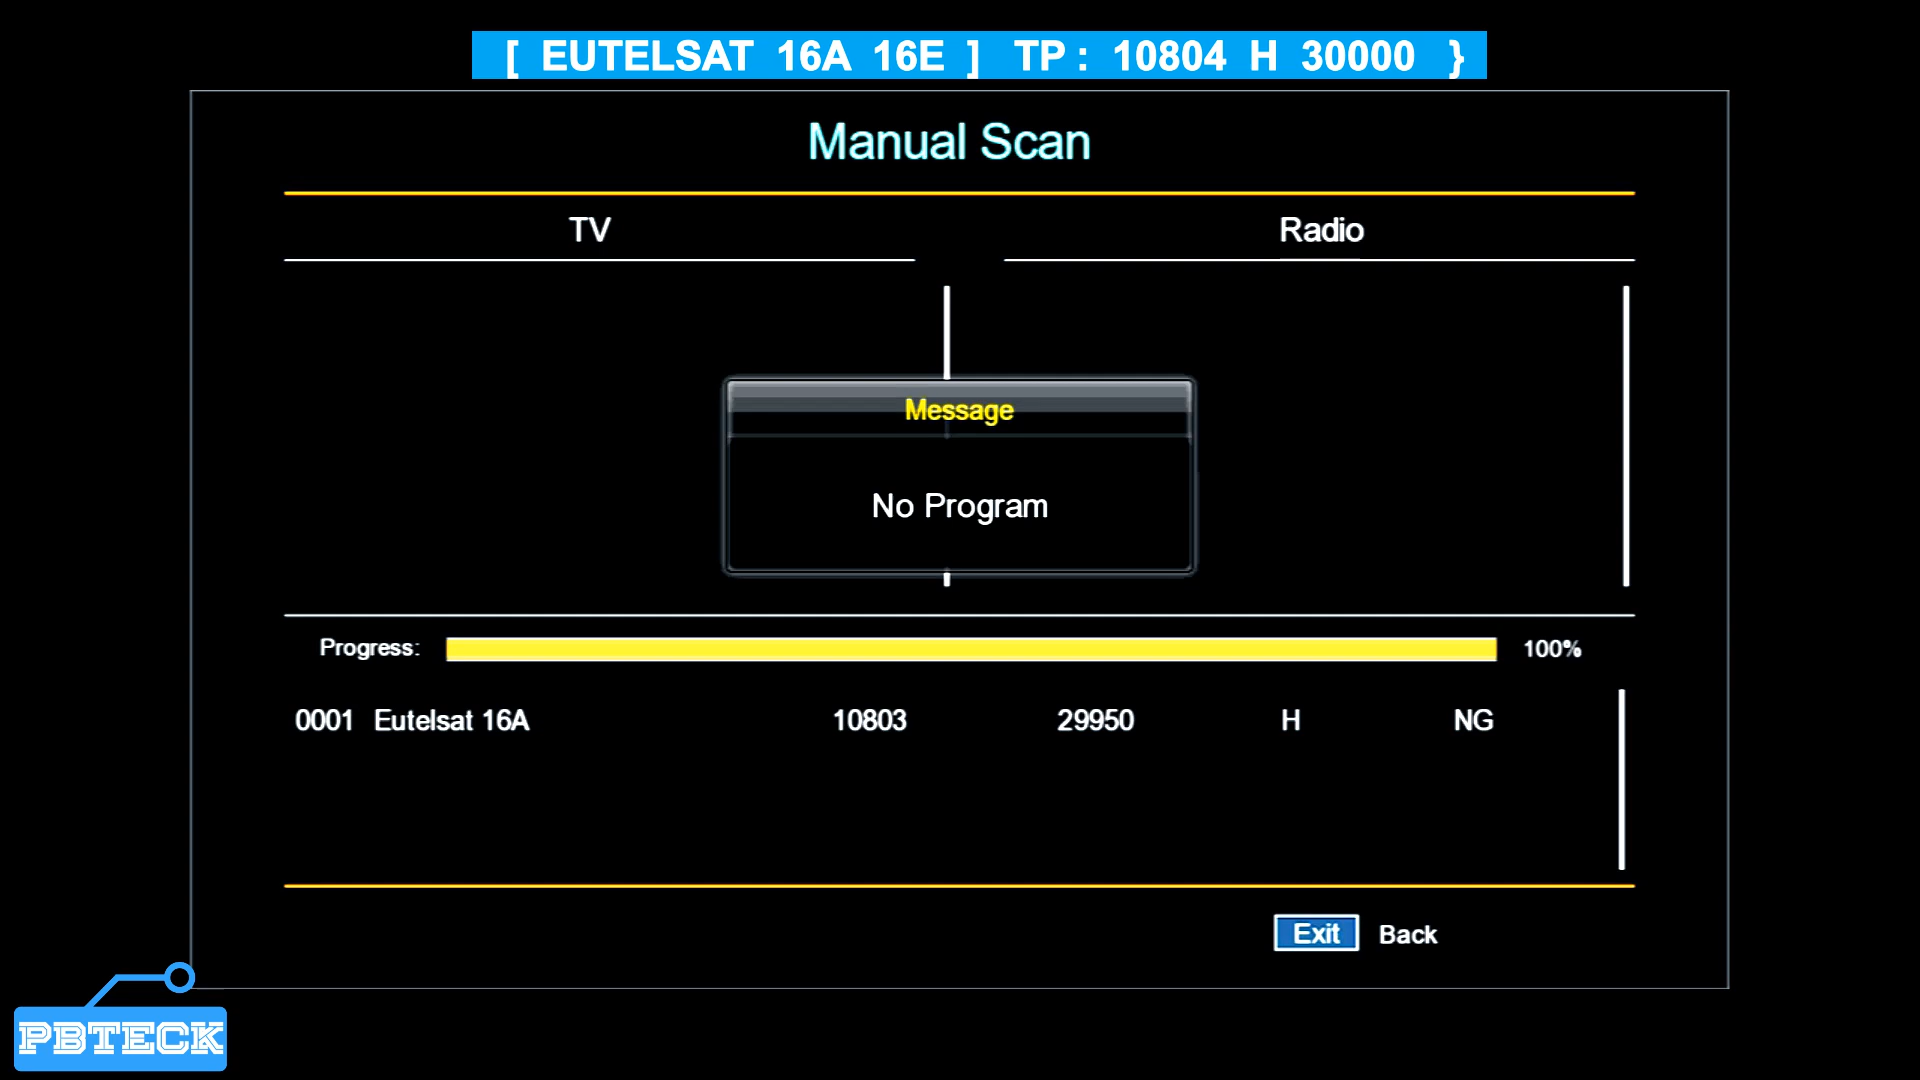 [ EUTELSAT 16A 16E ] TP : 10804 H 30000 }
Manual Scan
TV Radio
Message
No Program
Progress: 100%
0001 Eutelsat 16A 10803 29950 H NG
Exit Back
PBTECK